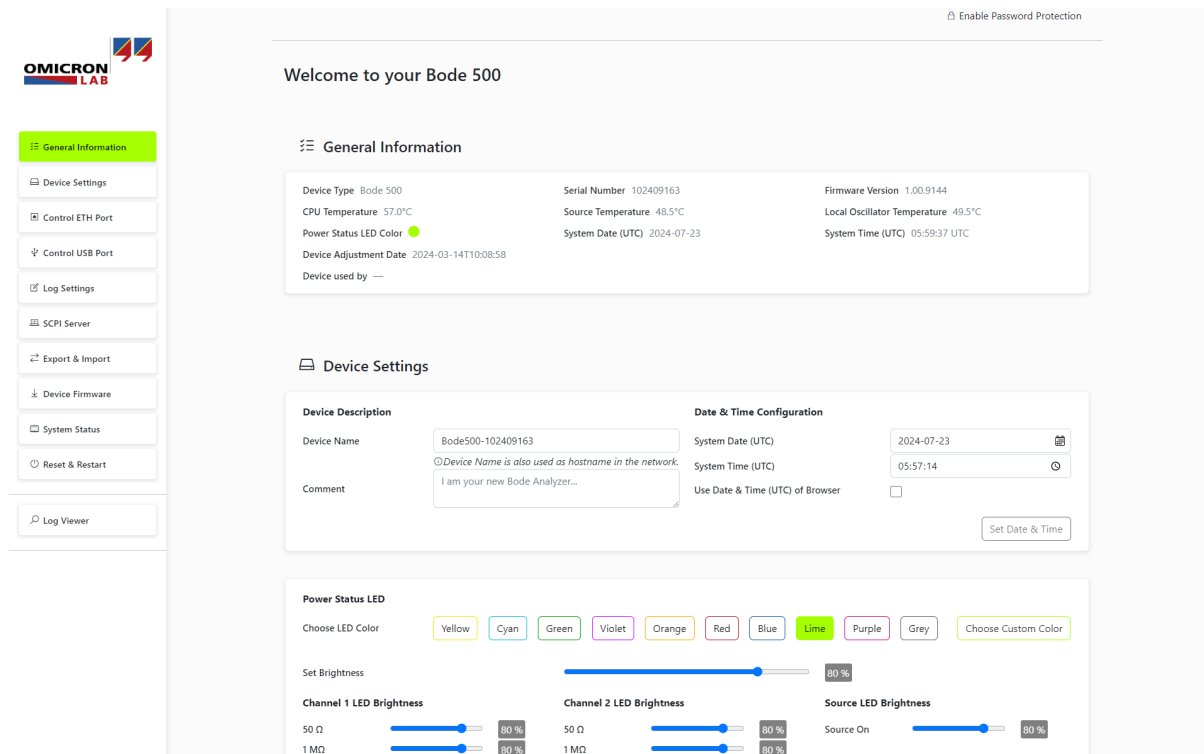 Enable Password Protection
OMICRON
LAB
Welcome to your Bode 500
General Information
Device Settings
Control ETH Port
Control USB Port
Log Settings
SCPI Server
Export & Import
Device Firmware
System Status
Reset & Restart
Log Viewer
General Information
Device Type Bode 500 Serial Number 102409163 Firmware Version 1.00.9144
CPU Temperature 57.0°C Source Temperature 48.5°C Local Oscillator Temperature 49.5°C
Power Status LED Color System Date (UTC) 2024-07-23 System Time (UTC) 05:59:37 UTC
Device Adjustment Date 2024-03-14T10:08:58
Device used by —
Device Settings
Device Description
Device Name Bode500-102409163
Device Name is also used as hostname in the network.
Comment I am your new Bode Analyzer...
Date & Time Configuration
System Date (UTC) 2024-07-23
System Time (UTC) 05:57:14
Use Date & Time (UTC) of Browser
Set Date & Time
Power Status LED
Choose LED Color Yellow Cyan Green Violet Orange Red Blue Lime Purple Grey Choose Custom Color
Set Brightness 80 %
Channel 1 LED Brightness Channel 2 LED Brightness Source LED Brightness
50 Ω 80 % 50 Ω 80 % Source On 80 %
1 MΩ 80 % 1 MΩ 80 %